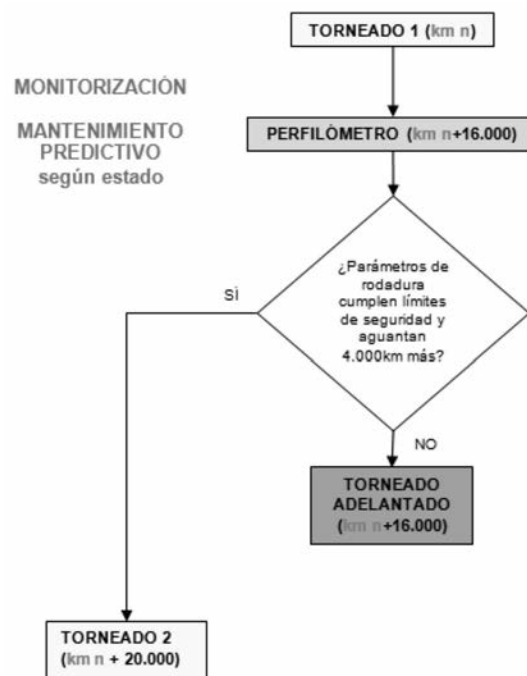 TORNEADO 1 (km n)
MONITORIZACIÓN
MANTENIMIENTO
PREDICTIVO
según estado
PERFILÓMETRO (km n+16.000)
¿Parámetros de
rodadura
cumplen límites
de seguridad y
aguantan
4.000km más?
SÌ
NO
TORNEADO
ADELANTADO
(km n+16.000)
TORNEADO 2
(km n + 20.000)